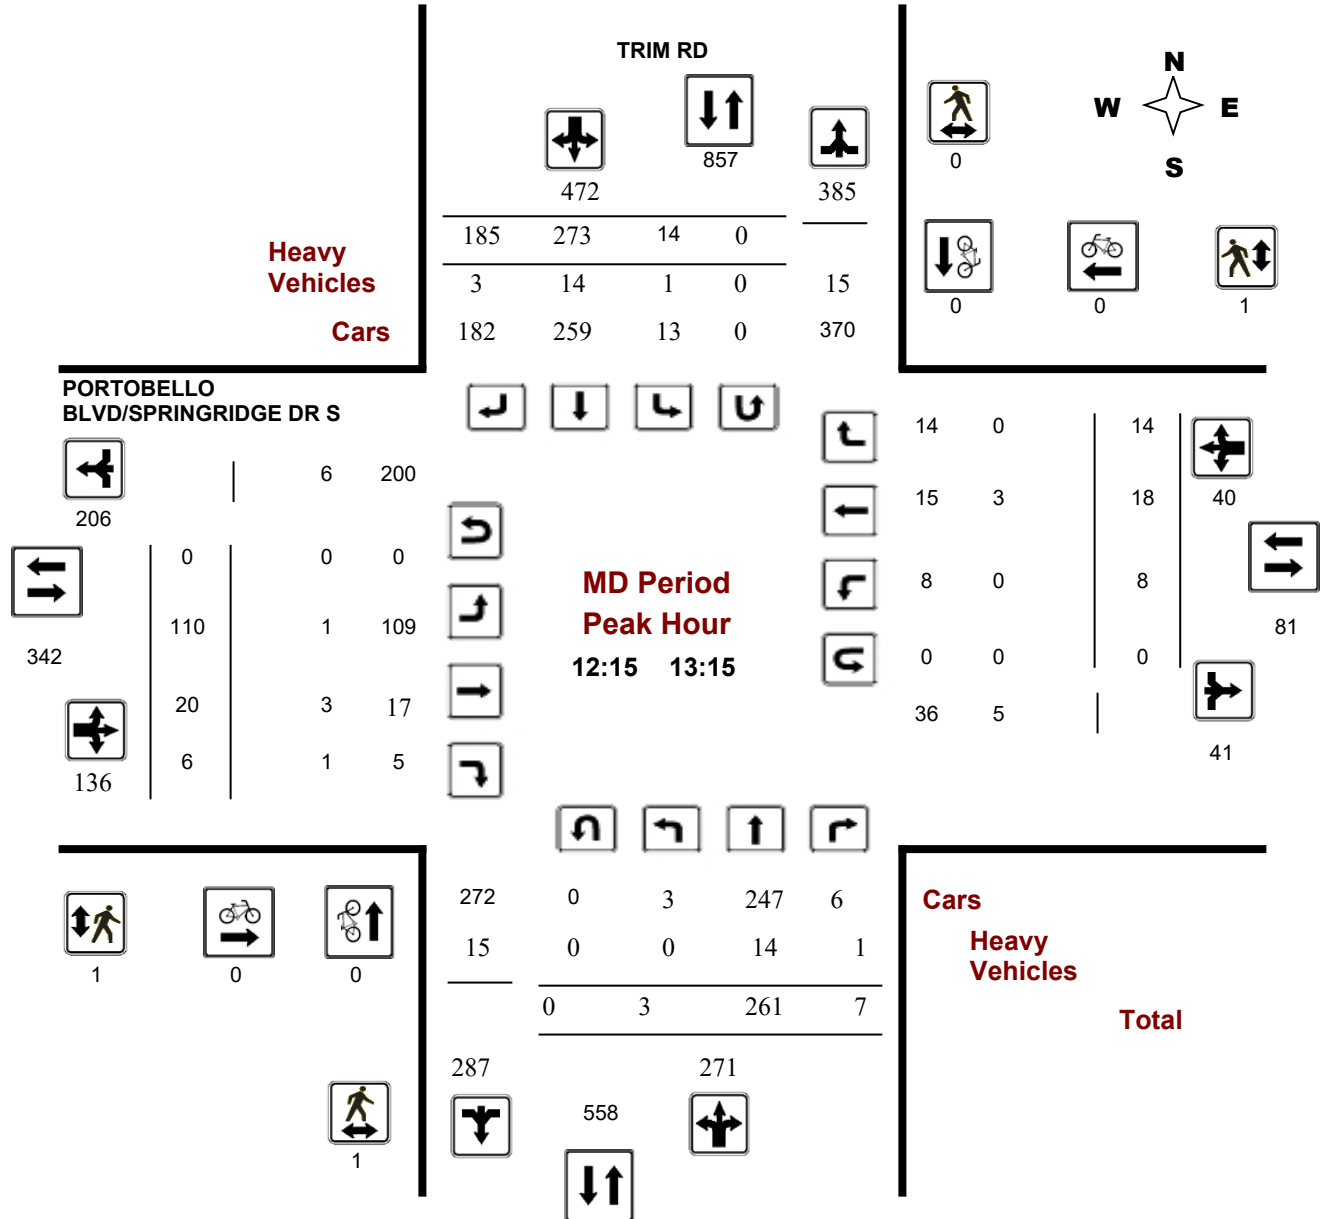 TRIM RD
N
W E
S
857
0
472
385
185 273 14 0
Heavy
Vehicles
3 14 1 0 15
0 0 1
Cars
182 259 13 0 370
PORTOBELLO
BLVD/SPRINGRIDGE DR S
14 0 14
6 200
206
15 3 18 40
0 0 0
MD Period
8 0 8
Peak Hour
110 1 109
81
342
12:15 13:15
0 0 0
20 3 17
36 5
6 1 5
41
136
272 0 3 247 6
Cars
15 0 0 14 1
Heavy
Vehicles
1 0 0
0 3 261 7
Total
287 271
558
1